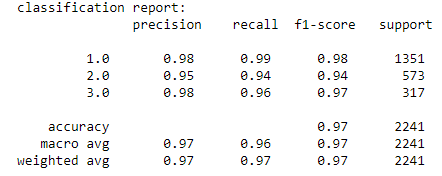 classification report:
precision recall f1-score support
1.0 0.98 0.99 0.98 1351
2.0 0.95 0.94 0.94 573
3.0 0.98 0.96 0.97 317
accuracy 0.97 2241
macro avg 0.97 0.96 0.97 2241
weighted avg 0.97 0.97 0.97 2241